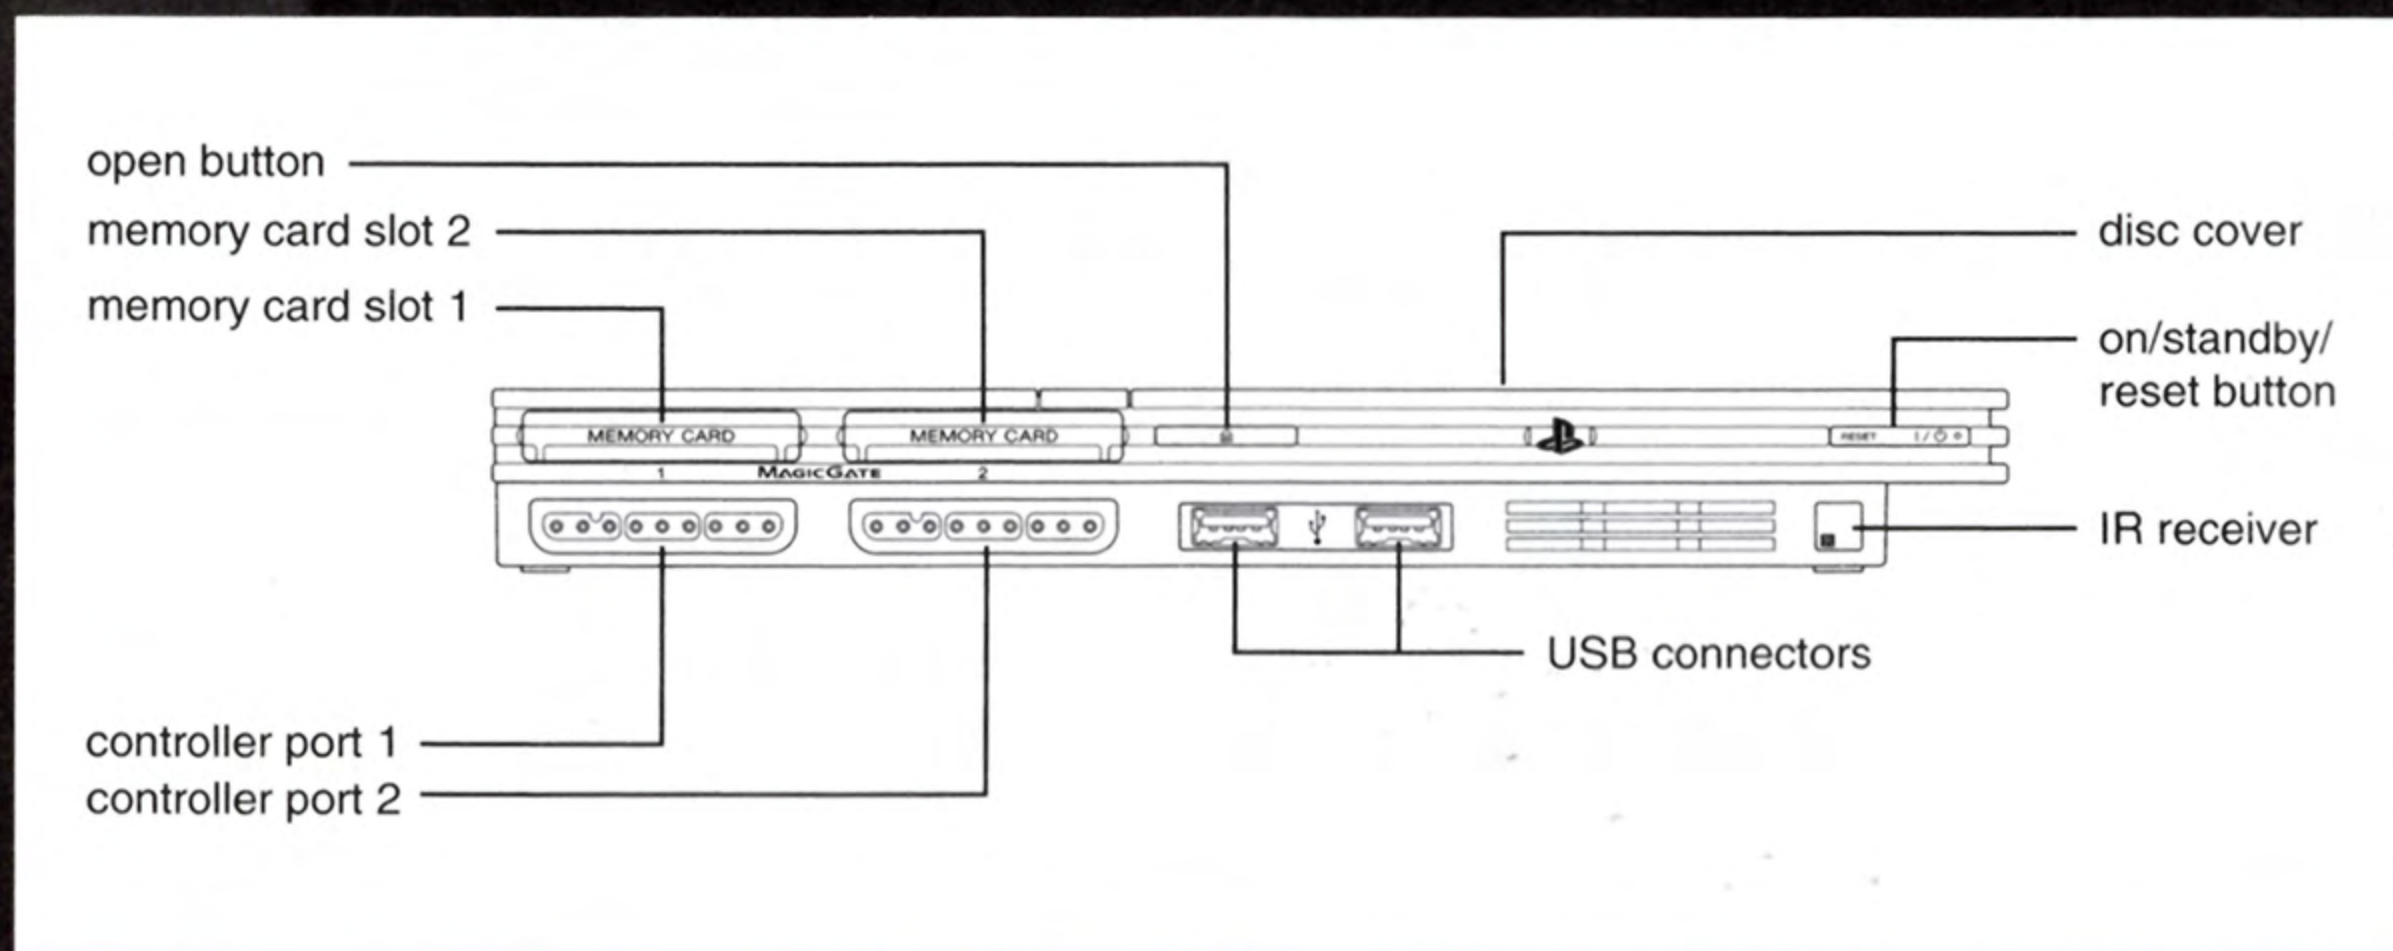 open button
memory card slot 2
memory card slot 1
disc cover
on/standby/
reset button
MEMORY CARD
MEMORY CARD
RESET
1
MAGICGATE
2
IR receiver
USB connectors
controller port 1
controller port 2